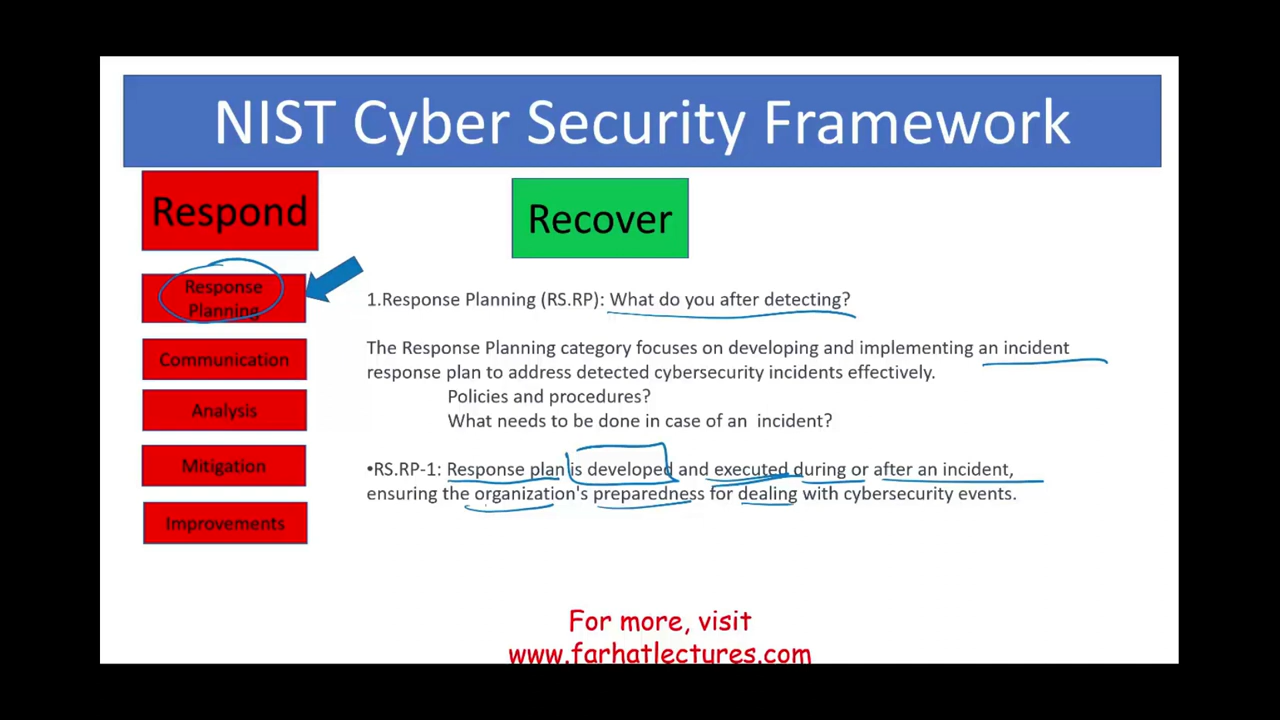 NIST Cyber Security Framework
Respond
Recover
Response
Planning
Communication
Analysis
Mitigation
Improvements
1.Response Planning (RS.RP): What do you after detecting?
The Response Planning category focuses on developing and implementing an incident
response plan to address detected cybersecurity incidents effectively.
Policies and procedures?
What needs to be done in case of an incident?
•RS.RP-1: Response plan is developed and executed during or after an incident,
ensuring the organization's preparedness for dealing with cybersecurity events.
For more, visit
www.farhatlectures.com